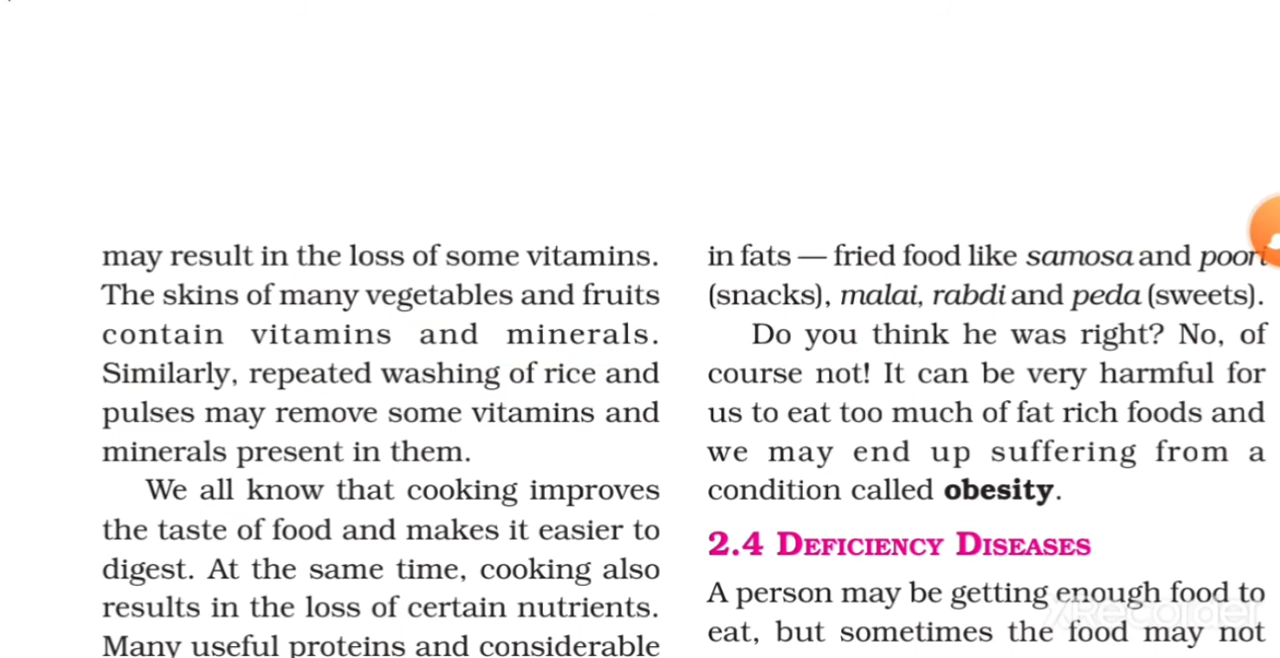 may result in the loss of some vitamins.
The skins of many vegetables and fruits
contain vitamins and minerals.
Similarly, repeated washing of rice and
pulses may remove some vitamins and
minerals present in them.
We all know that cooking improves
the taste of food and makes it easier to
digest. At the same time, cooking also
results in the loss of certain nutrients.
Many useful proteins and considerable
in fats — fried food like samosa and poori
(snacks), malai, rabdi and peda (sweets).
Do you think he was right? No, of
course not! It can be very harmful for
us to eat too much of fat rich foods and
we may end up suffering from a
condition called obesity.
2.4 DEFICIENCY DISEASES
A person may be getting enough food to
eat, but sometimes the food may not
XRecorder